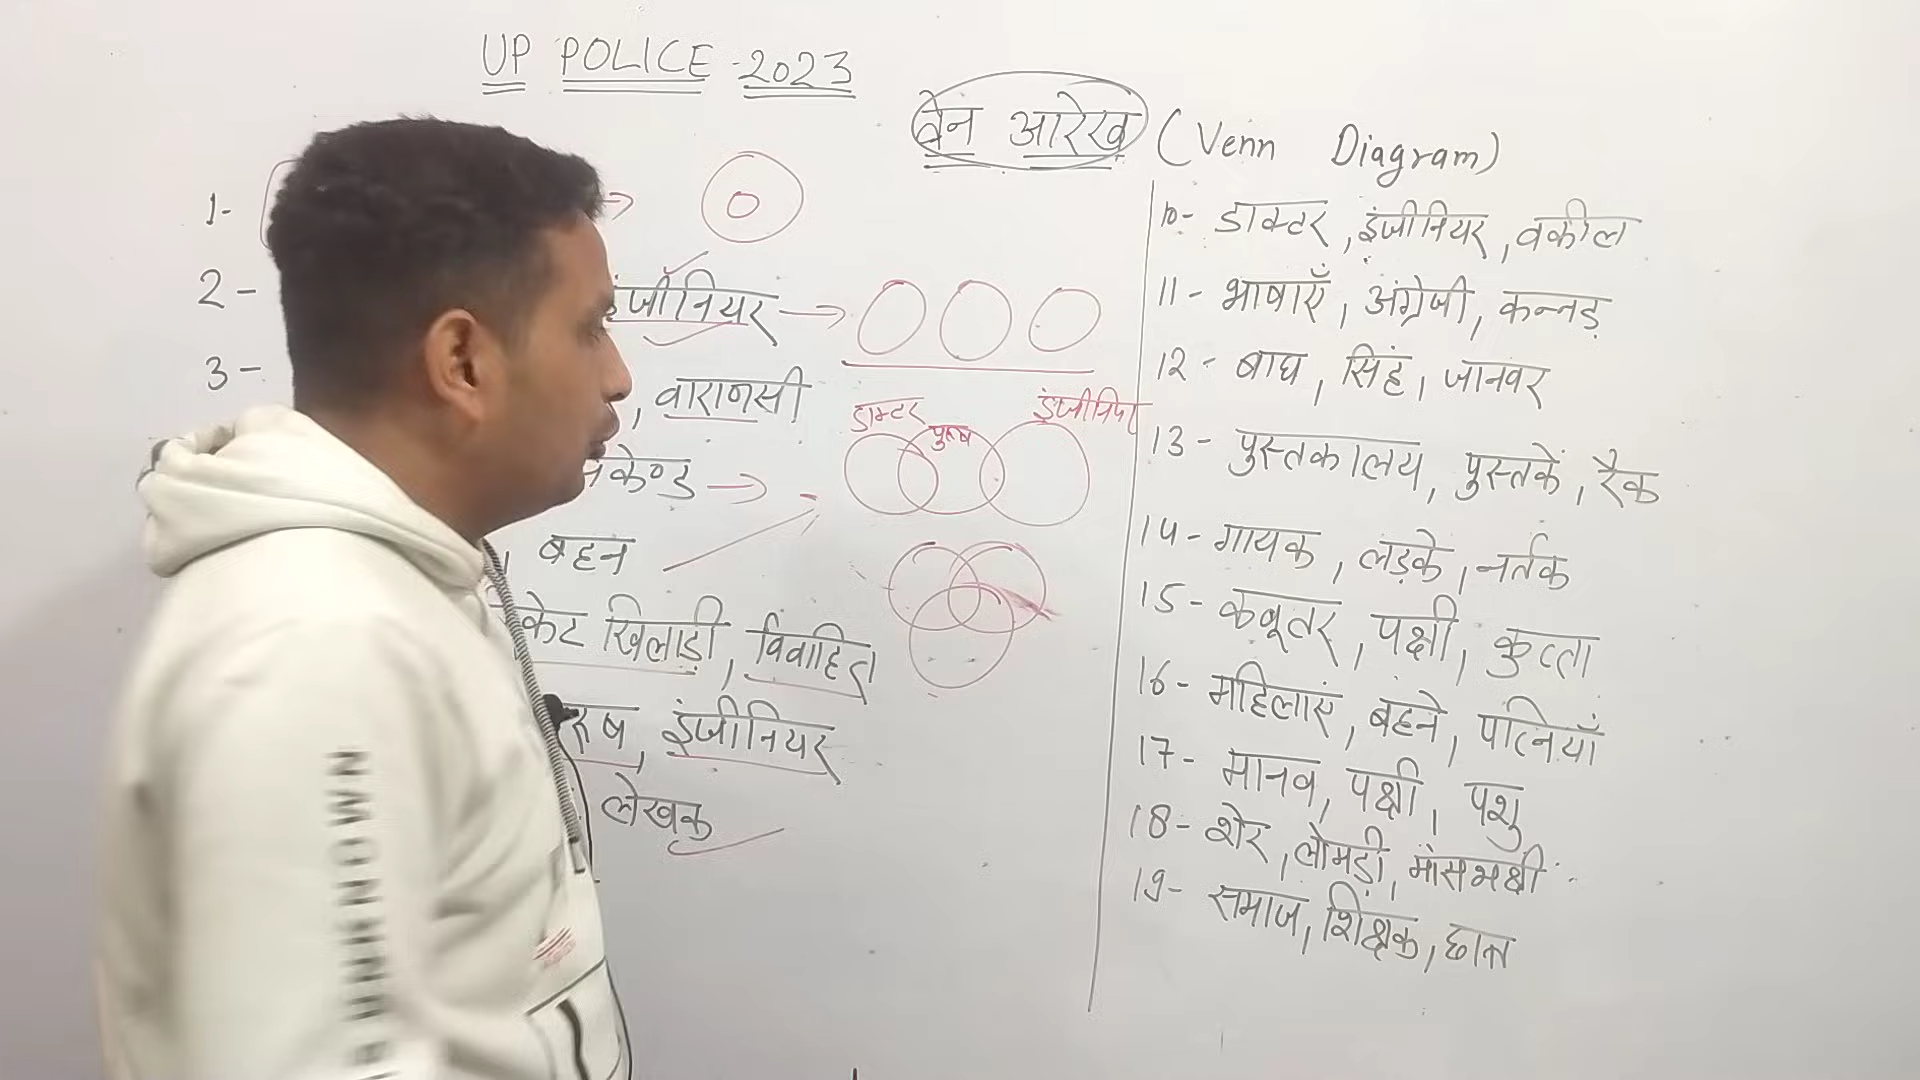 UP POLICE - 2023
वेन आरेख (Venn Diagram)
1-
2 - इंजीनियर →
3 - , वाराणसी
डाक्टर पुरुष इंजीनियर
, बहन
खिलाड़ी, विवाहित
, इंजीनियर
लेखक
10- डाक्टर, इंजीनियर, वकील
11 - भाषाएँ, अंग्रेजी, कन्नड़
12 - बाघ, सिंह, जानवर
13 - पुस्तकालय, पुस्तकें, रैक
14 - गायक, लड़के, नर्तक
15 - कबूतर, पक्षी, कुत्ता
16 - महिलाएं, बहने, पत्नियाँ
17 - मानव, पक्षी, पशु
18 - शेर, लोमड़ी, मांसभक्षी
19 - समाज, शिक्षक, छात्र